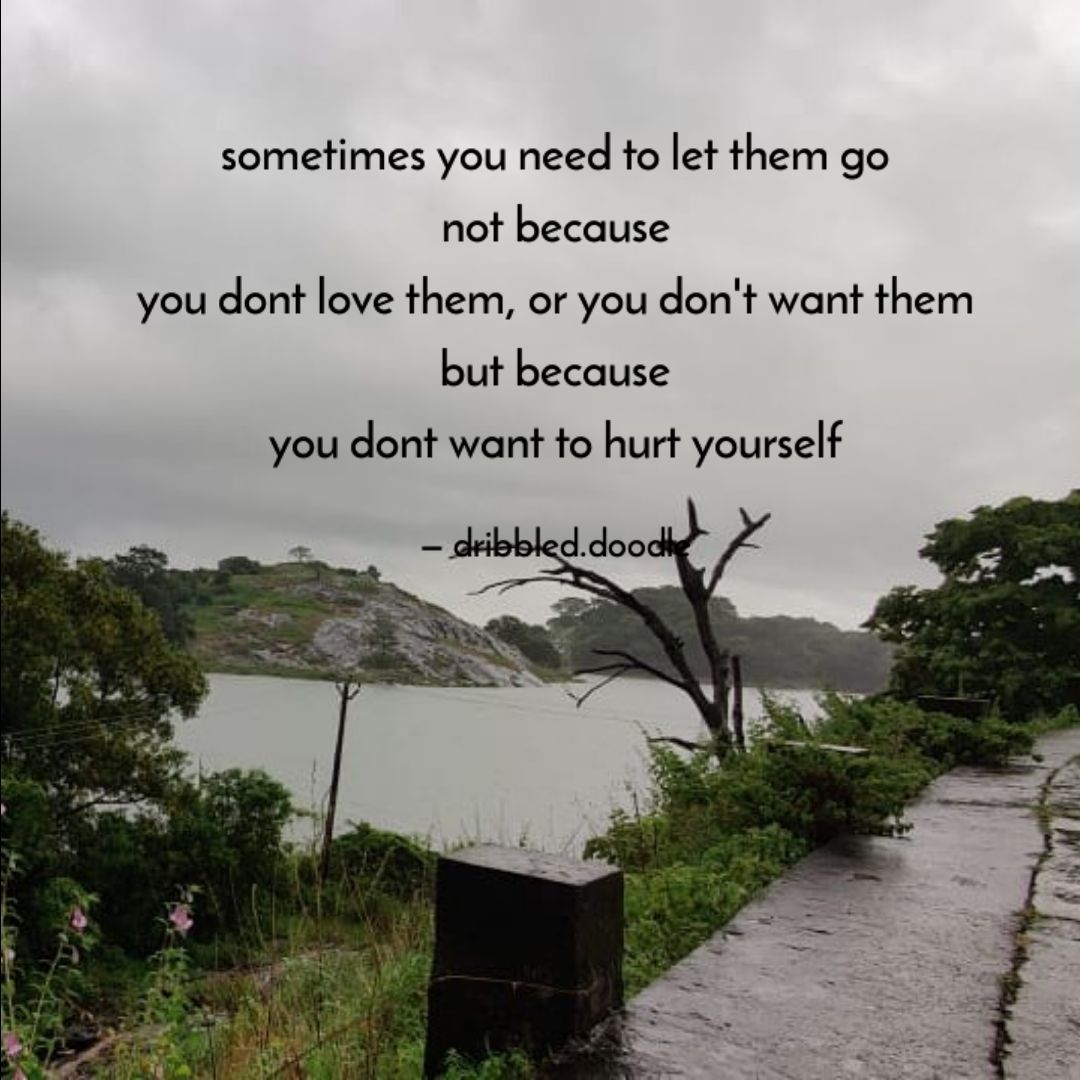 sometimes you need to let them go
not because
you dont love them, or you don't want them
but because
you dont want to hurt yourself
– dribbled.doodle